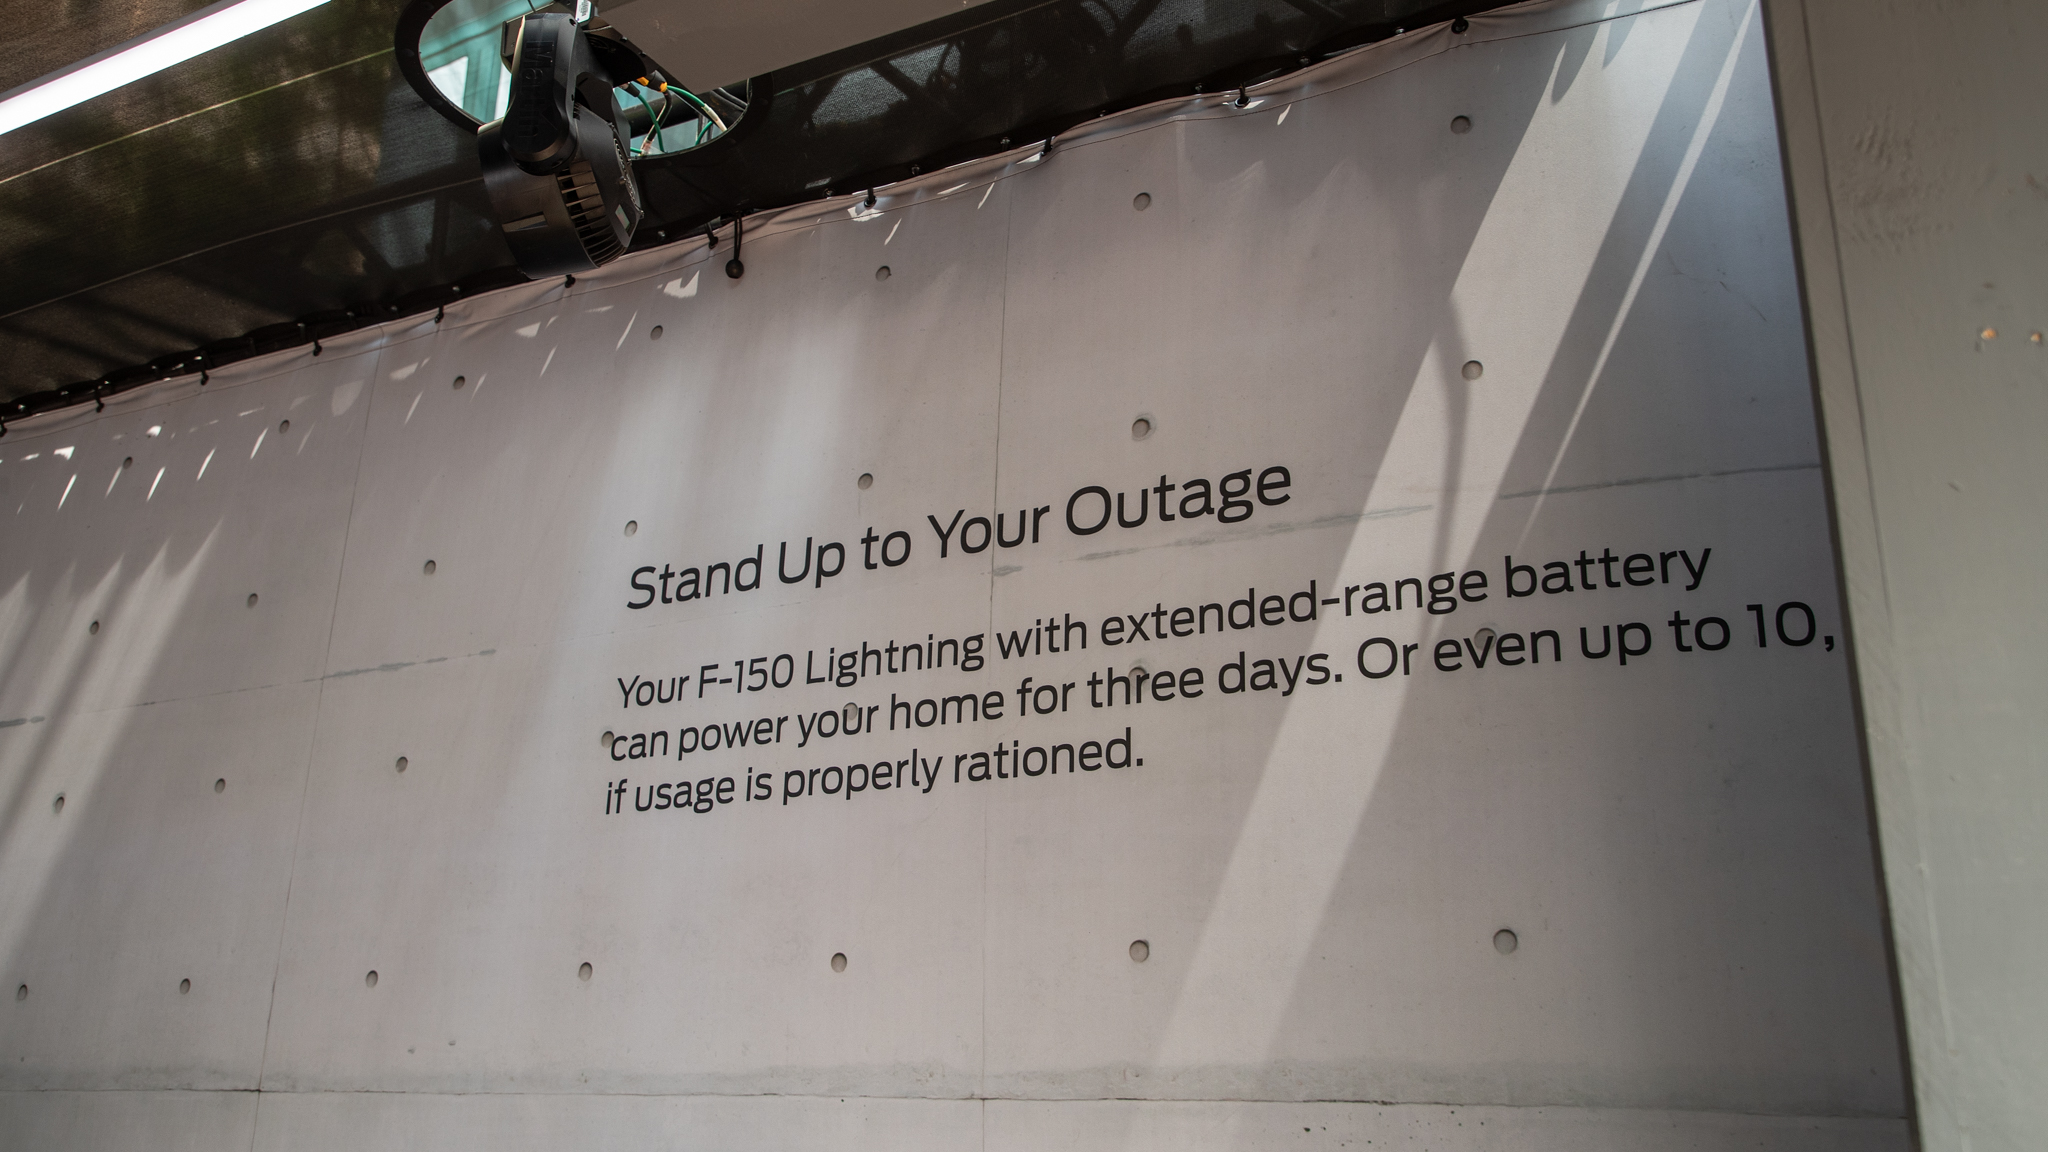 Stand Up to Your Outage
Your F-150 Lightning with extended-range battery
can power your home for three days. Or even up to 10,
if usage is properly rationed.